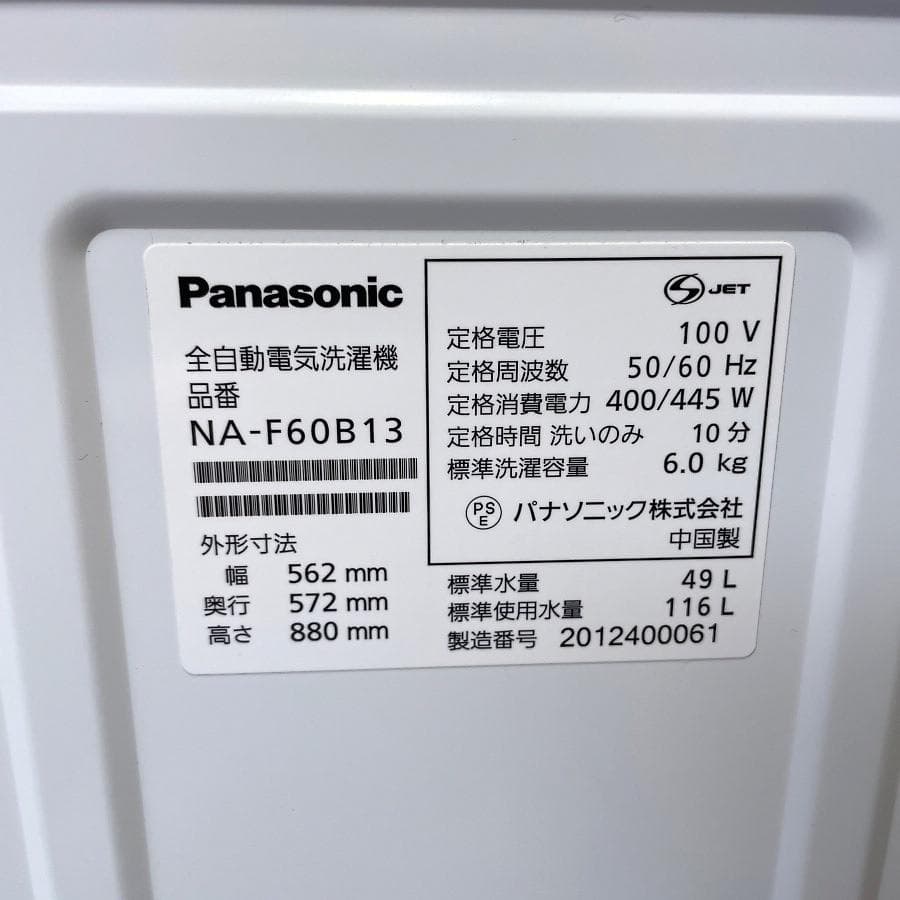 Panasonic
全自動電気洗濯機
品番
NA-F60B13
外形寸法
幅 562 mm
奥行 572 mm
高さ 880 mm
JET
定格電圧 100 V
定格周波数 50/60 Hz
定格消費電力 400/445 W
定格時間 洗いのみ 10 分
標準洗濯容量 6.0 kg
PS
E
パナソニック株式会社
中国製
標準水量 49 L
標準使用水量 116 L
製造番号 2012400061